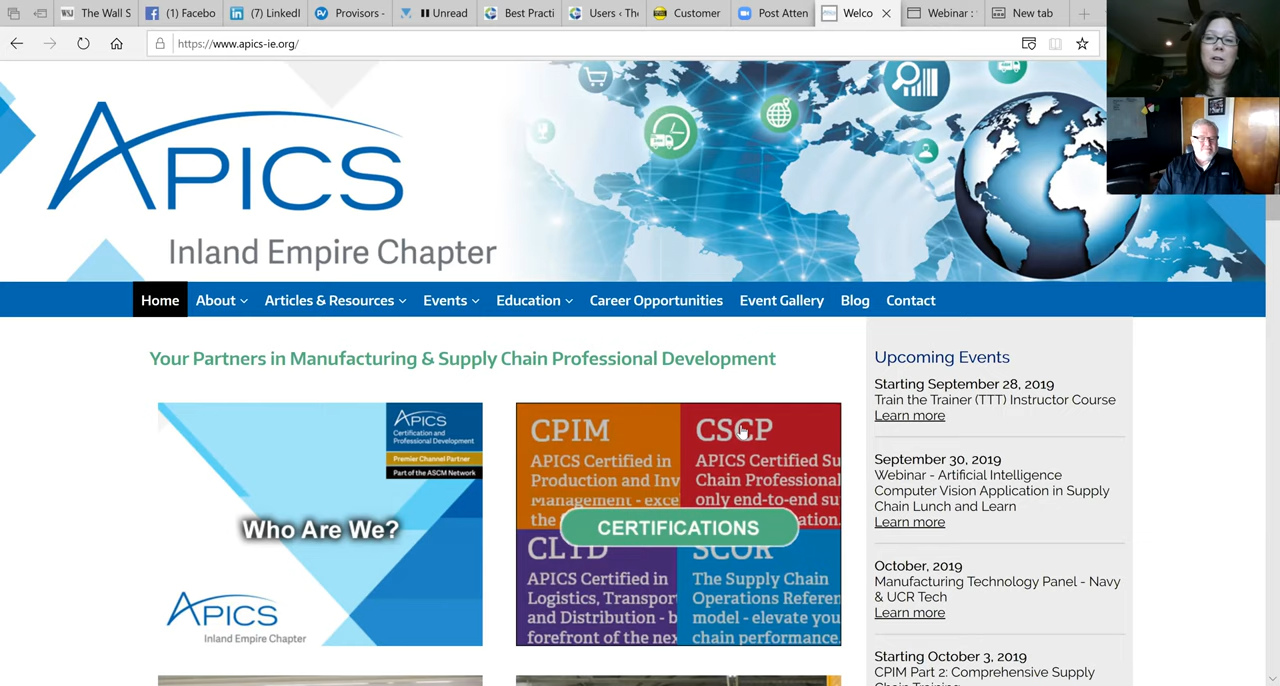 The Wall S
(1) Facebo
(7) LinkedI
Provisors -
Unread
Best Practi
Users ‹ The
Customer
Post Atten
Welco
Webinar :
New tab
https://www.apics-ie.org/
APICS
Inland Empire Chapter
Home
About
Articles & Resources
Events
Education
Career Opportunities
Event Gallery
Blog
Contact
Your Partners in Manufacturing & Supply Chain Professional Development
APICS
Certification and
Professional Development
Premier Channel Partner
Part of the ASCM Network
Who Are We?
APICS
Inland Empire Chapter
CPIM
APICS Certified in
Production and Inv
Management - exce
the
CSCP
APICS Certified Su
Chain Professional
only end-to-end su
ation.
CERTIFICATIONS
CLTD
APICS Certified in
Logistics, Transpor
and Distribution - b
forefront of the nex
SCOR
The Supply Chain
Operations Referen
model - elevate you
chain performance.
Upcoming Events
Starting September 28, 2019
Train the Trainer (TTT) Instructor Course
Learn more
September 30, 2019
Webinar - Artificial Intelligence
Computer Vision Application in Supply
Chain Lunch and Learn
Learn more
October, 2019
Manufacturing Technology Panel - Navy
& UCR Tech
Learn more
Starting October 3, 2019
CPIM Part 2: Comprehensive Supply
Chain Training